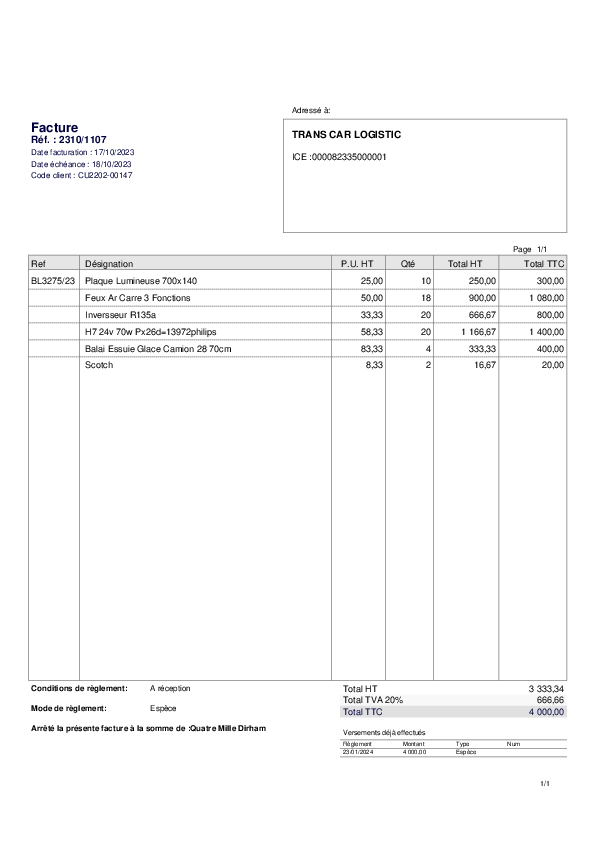 Adressé à:
Facture
Réf. : 2310/1107
Date facturation : 17/10/2023
Date échéance : 18/10/2023
Code client : CU2202-00147
TRANS CAR LOGISTIC
ICE :000082335000001
Page 1/1
Ref Désignation P.U. HT Qté Total HT Total TTC
BL3275/23 Plaque Lumineuse 700x140 25,00 10 250,00 300,00
Feux Ar Carre 3 Fonctions 50,00 18 900,00 1 080,00
Inversseur R135a 33,33 20 666,67 800,00
H7 24v 70w Px26d=13972philips 58,33 20 1 166,67 1 400,00
Balai Essuie Glace Camion 28 70cm 83,33 4 333,33 400,00
Scotch 8,33 2 16,67 20,00
Conditions de règlement: A réception
Mode de règlement: Espèce
Arrêté la présente facture à la somme de :Quatre Mille Dirham
Total HT 3 333,34
Total TVA 20% 666,66
Total TTC 4 000,00
Versements déjà effectués
Règlement Montant Type Num
23/01/2024 4 000,00 Espèce
1/1